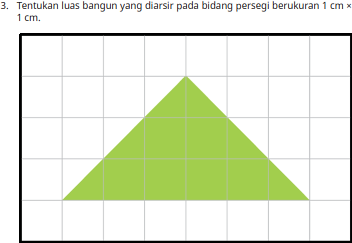 3. Tentukan luas bangun yang diarsir pada bidang persegi berukuran 1 cm ×
1 cm.